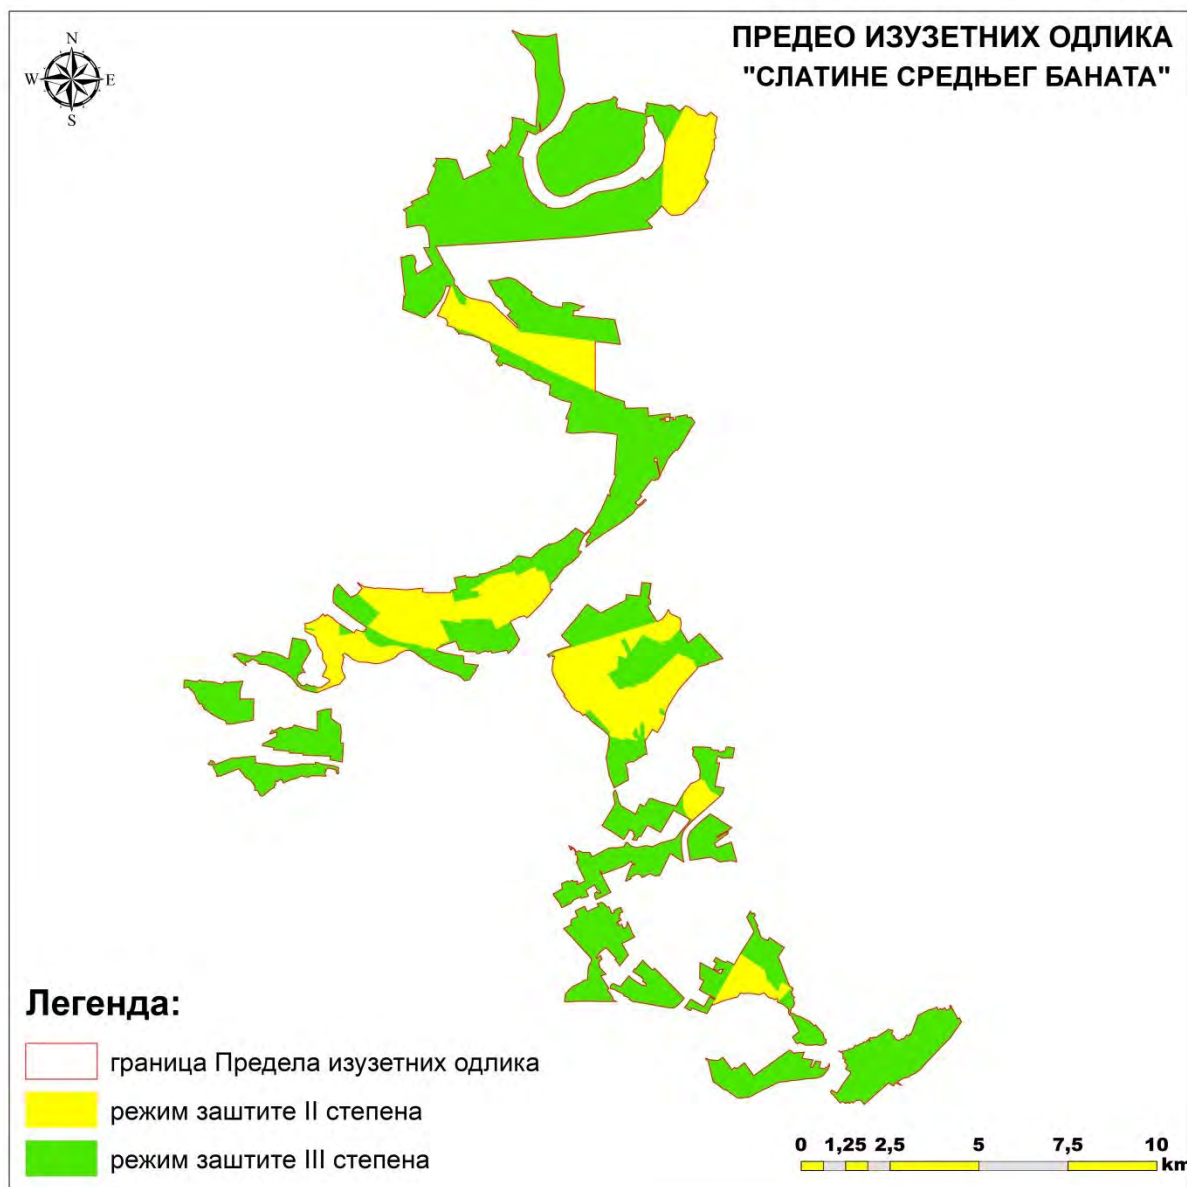 ПРЕДЕО ИЗУЗЕТНИХ ОДЛИКА
"СЛАТИНЕ СРЕДЊЕГ БАНАТА"
N
W E
S
Легенда:
граница Предела изузетних одлика
режим заштите II степена
режим заштите III степена
0 1,25 2,5 5 7,5 10
km